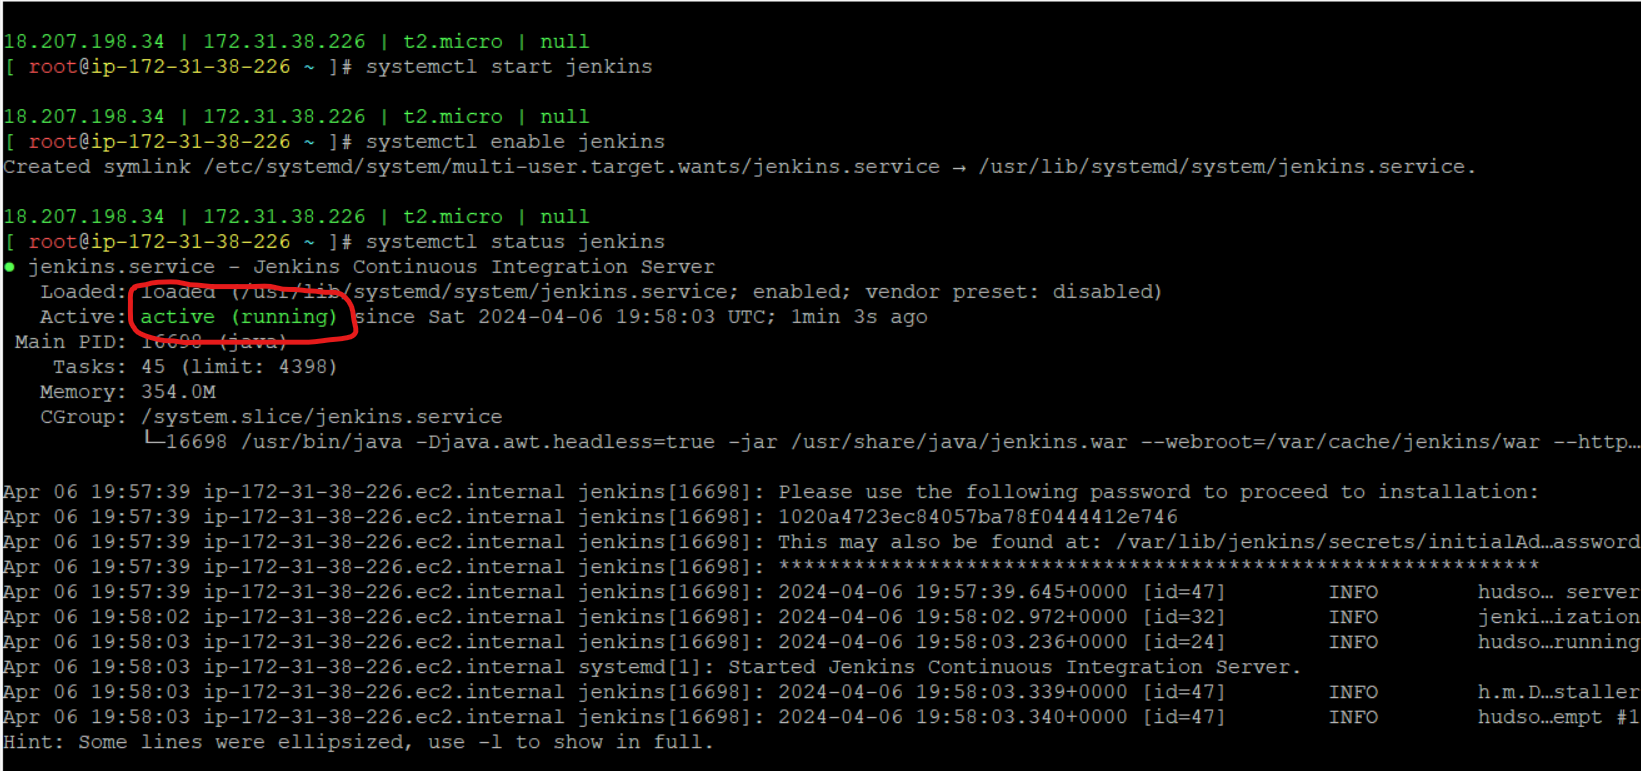 18.207.198.34 | 172.31.38.226 | t2.micro | null
[ root@ip-172-31-38-226 ~ ]# systemctl start jenkins
18.207.198.34 | 172.31.38.226 | t2.micro | null
[ root@ip-172-31-38-226 ~ ]# systemctl enable jenkins
Created symlink /etc/systemd/system/multi-user.target.wants/jenkins.service → /usr/lib/systemd/system/jenkins.service.
18.207.198.34 | 172.31.38.226 | t2.micro | null
[ root@ip-172-31-38-226 ~ ]# systemctl status jenkins
● jenkins.service - Jenkins Continuous Integration Server
Loaded: loaded (/usr/lib/systemd/system/jenkins.service; enabled; vendor preset: disabled)
Active: active (running) since Sat 2024-04-06 19:58:03 UTC; 1min 3s ago
Main PID: 16698 (java)
Tasks: 45 (limit: 4398)
Memory: 354.0M
CGroup: /system.slice/jenkins.service
└─16698 /usr/bin/java -Djava.awt.headless=true -jar /usr/share/java/jenkins.war --webroot=/var/cache/jenkins/war --http…
Apr 06 19:57:39 ip-172-31-38-226.ec2.internal jenkins[16698]: Please use the following password to proceed to installation:
Apr 06 19:57:39 ip-172-31-38-226.ec2.internal jenkins[16698]: 1020a4723ec84057ba78f0444412e746
Apr 06 19:57:39 ip-172-31-38-226.ec2.internal jenkins[16698]: This may also be found at: /var/lib/jenkins/secrets/initialAd…assword
Apr 06 19:57:39 ip-172-31-38-226.ec2.internal jenkins[16698]: *************************************************************
Apr 06 19:57:39 ip-172-31-38-226.ec2.internal jenkins[16698]: 2024-04-06 19:57:39.645+0000 [id=47] INFO hudso… server
Apr 06 19:58:02 ip-172-31-38-226.ec2.internal jenkins[16698]: 2024-04-06 19:58:02.972+0000 [id=32] INFO jenki…ization
Apr 06 19:58:03 ip-172-31-38-226.ec2.internal jenkins[16698]: 2024-04-06 19:58:03.236+0000 [id=24] INFO hudso…running
Apr 06 19:58:03 ip-172-31-38-226.ec2.internal systemd[1]: Started Jenkins Continuous Integration Server.
Apr 06 19:58:03 ip-172-31-38-226.ec2.internal jenkins[16698]: 2024-04-06 19:58:03.339+0000 [id=47] INFO h.m.D…staller
Apr 06 19:58:03 ip-172-31-38-226.ec2.internal jenkins[16698]: 2024-04-06 19:58:03.340+0000 [id=47] INFO hudso…empt #1
Hint: Some lines were ellipsized, use -l to show in full.